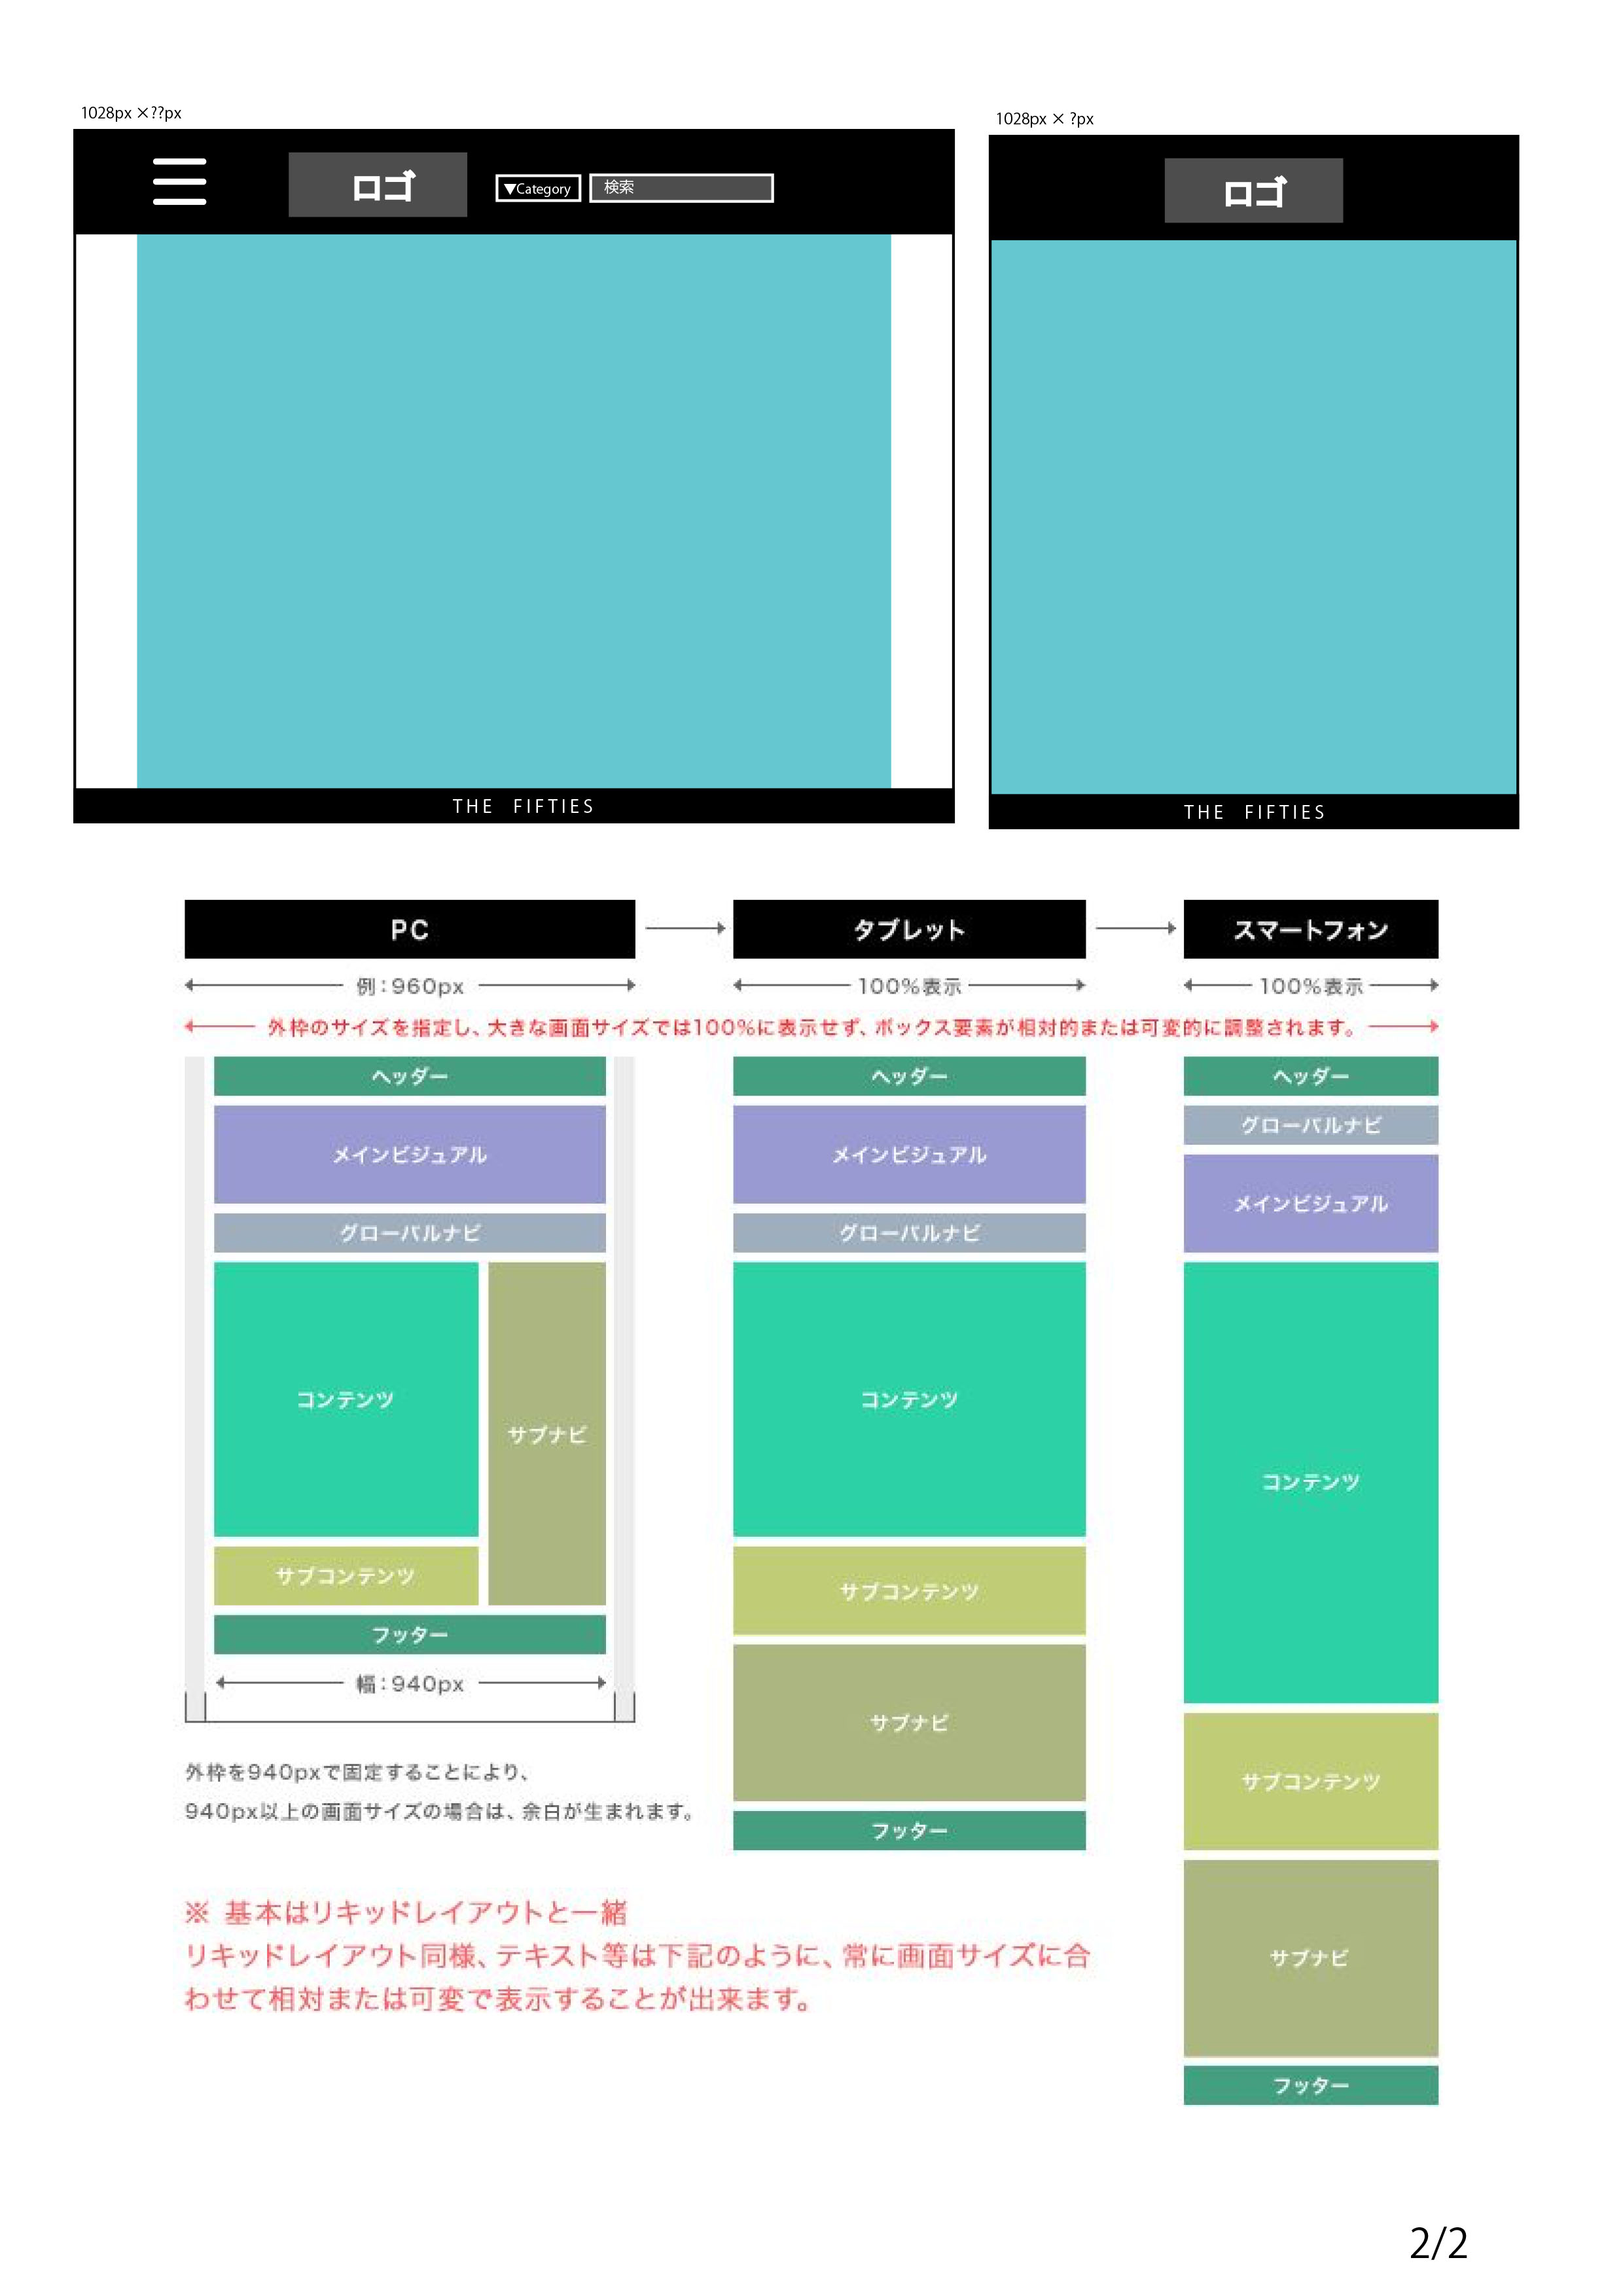 1028px ×??px
1028px × ?px
ロゴ
▼Category
検索
ロゴ
THE FIFTIES
THE FIFTIES
PC
タブレット
スマートフォン
例：960px
100%表示
100%表示
外枠のサイズを指定し、大きな画面サイズでは100%に表示せず、ボックス要素が相対的または可変的に調整されます。
ヘッダー
メインビジュアル
グローバルナビ
コンテンツ
サブナビ
サブコンテンツ
フッター
幅：940px
外枠を940pxで固定することにより、
940px以上の画面サイズの場合は、余白が生まれます。
ヘッダー
メインビジュアル
グローバルナビ
コンテンツ
サブコンテンツ
サブナビ
フッター
ヘッダー
グローバルナビ
メインビジュアル
コンテンツ
サブコンテンツ
サブナビ
フッター
※ 基本はリキッドレイアウトと一緒
リキッドレイアウト同様、テキスト等は下記のように、常に画面サイズに合
わせて相対または可変で表示することが出来ます。
2/2